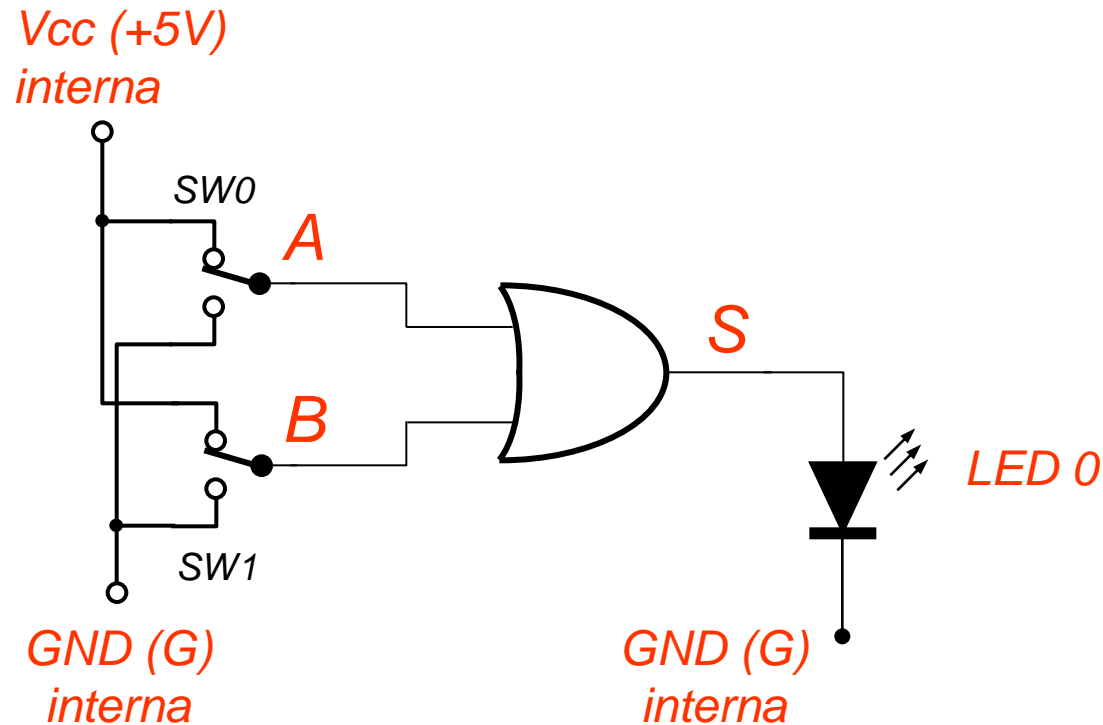 Vcc (+5V)
interna
SW0
A
S
B
LED 0
SW1
GND (G)
interna
GND (G)
interna